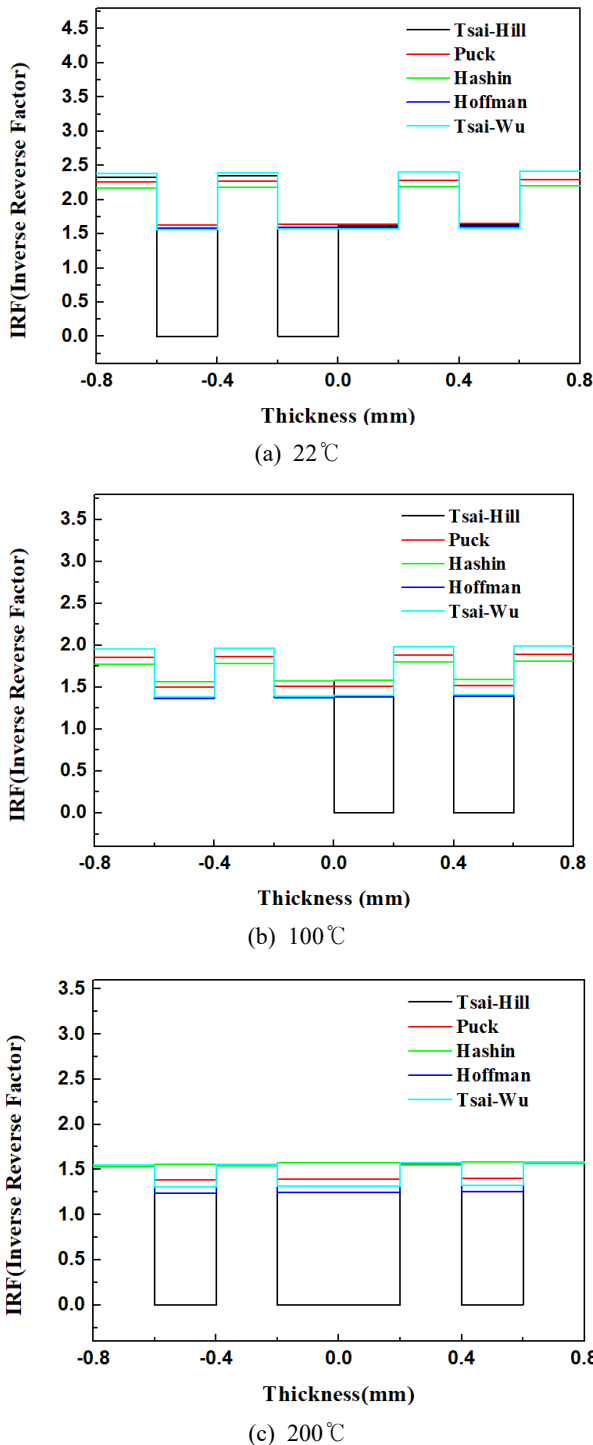 4.5
4.0
3.5
3.0
2.5
2.0
1.5
1.0
0.5
0.0
IRF(Inverse Reverse Factor)
Tsai-Hill
Puck
Hashin
Hoffman
Tsai-Wu
-0.8 -0.4 0.0 0.4 0.8
Thickness (mm)
(a) 22℃
3.5
3.0
2.5
2.0
1.5
1.0
0.5
0.0
IRF(Inverse Reverse Factor)
Tsai-Hill
Puck
Hashin
Hoffman
Tsai-Wu
-0.8 -0.4 0.0 0.4 0.8
Thickness (mm)
(b) 100℃
3.5
3.0
2.5
2.0
1.5
1.0
0.5
0.0
IRF(Inverse Reverse Factor)
Tsai-Hill
Puck
Hashin
Hoffman
Tsai-Wu
-0.8 -0.4 0.0 0.4 0.8
Thickness(mm)
(c) 200℃